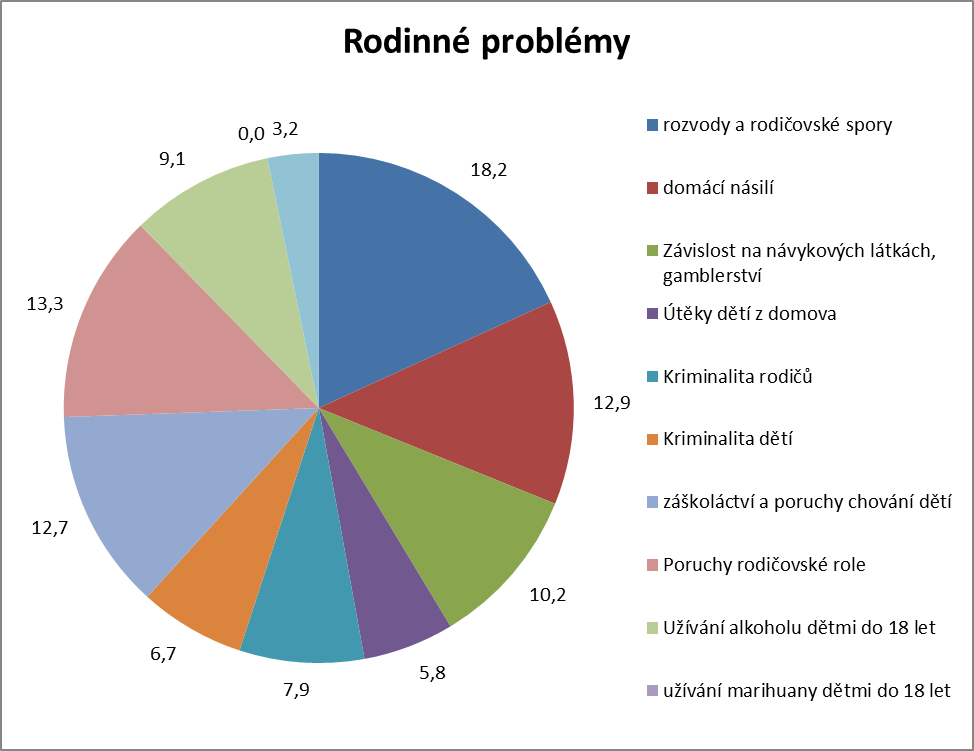 Rodinné problémy
0,0
3,2
9,1
18,2
13,3
12,9
12,7
10,2
6,7
7,9
5,8
rozvody a rodičovské spory
domácí násilí
Závislost na návykových látkách,
gamblerství
Útěky dětí z domova
Kriminalita rodičů
Kriminalita dětí
záškoláctví a poruchy chování dětí
Poruchy rodičovské role
Užívání alkoholu dětmi do 18 let
užívání marihuany dětmi do 18 let